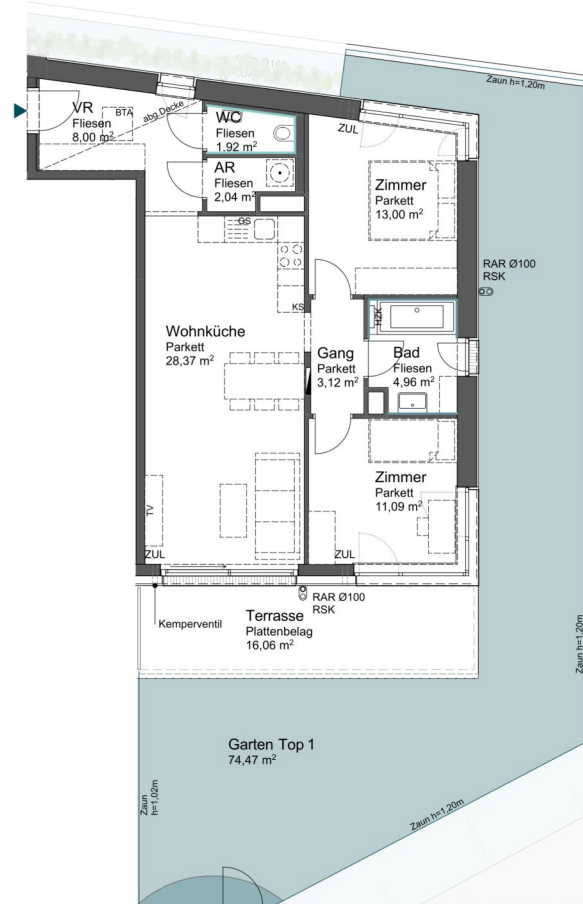 Zaun h=1,20m
VR
Fliesen
8,00 m²
BTA
abg Decke
WC
Fliesen
1,92 m²
AR
Fliesen
2,04 m²
ZUL
Zimmer
Parkett
13,00 m²
RAR Ø100
RSK
GS
KS
Wohnküche
Parkett
28,37 m²
Gang
Parkett
3,12 m²
HZK
Bad
Fliesen
4,96 m²
Zimmer
Parkett
11,09 m²
TV
ZUL
ZUL
Kemperventil
RAR Ø100
RSK
Terrasse
Plattenbelag
16,06 m²
Zaun h=1,20m
Garten Top 1
74,47 m²
Zaun
h=1,02m
Zaun h=1,20m